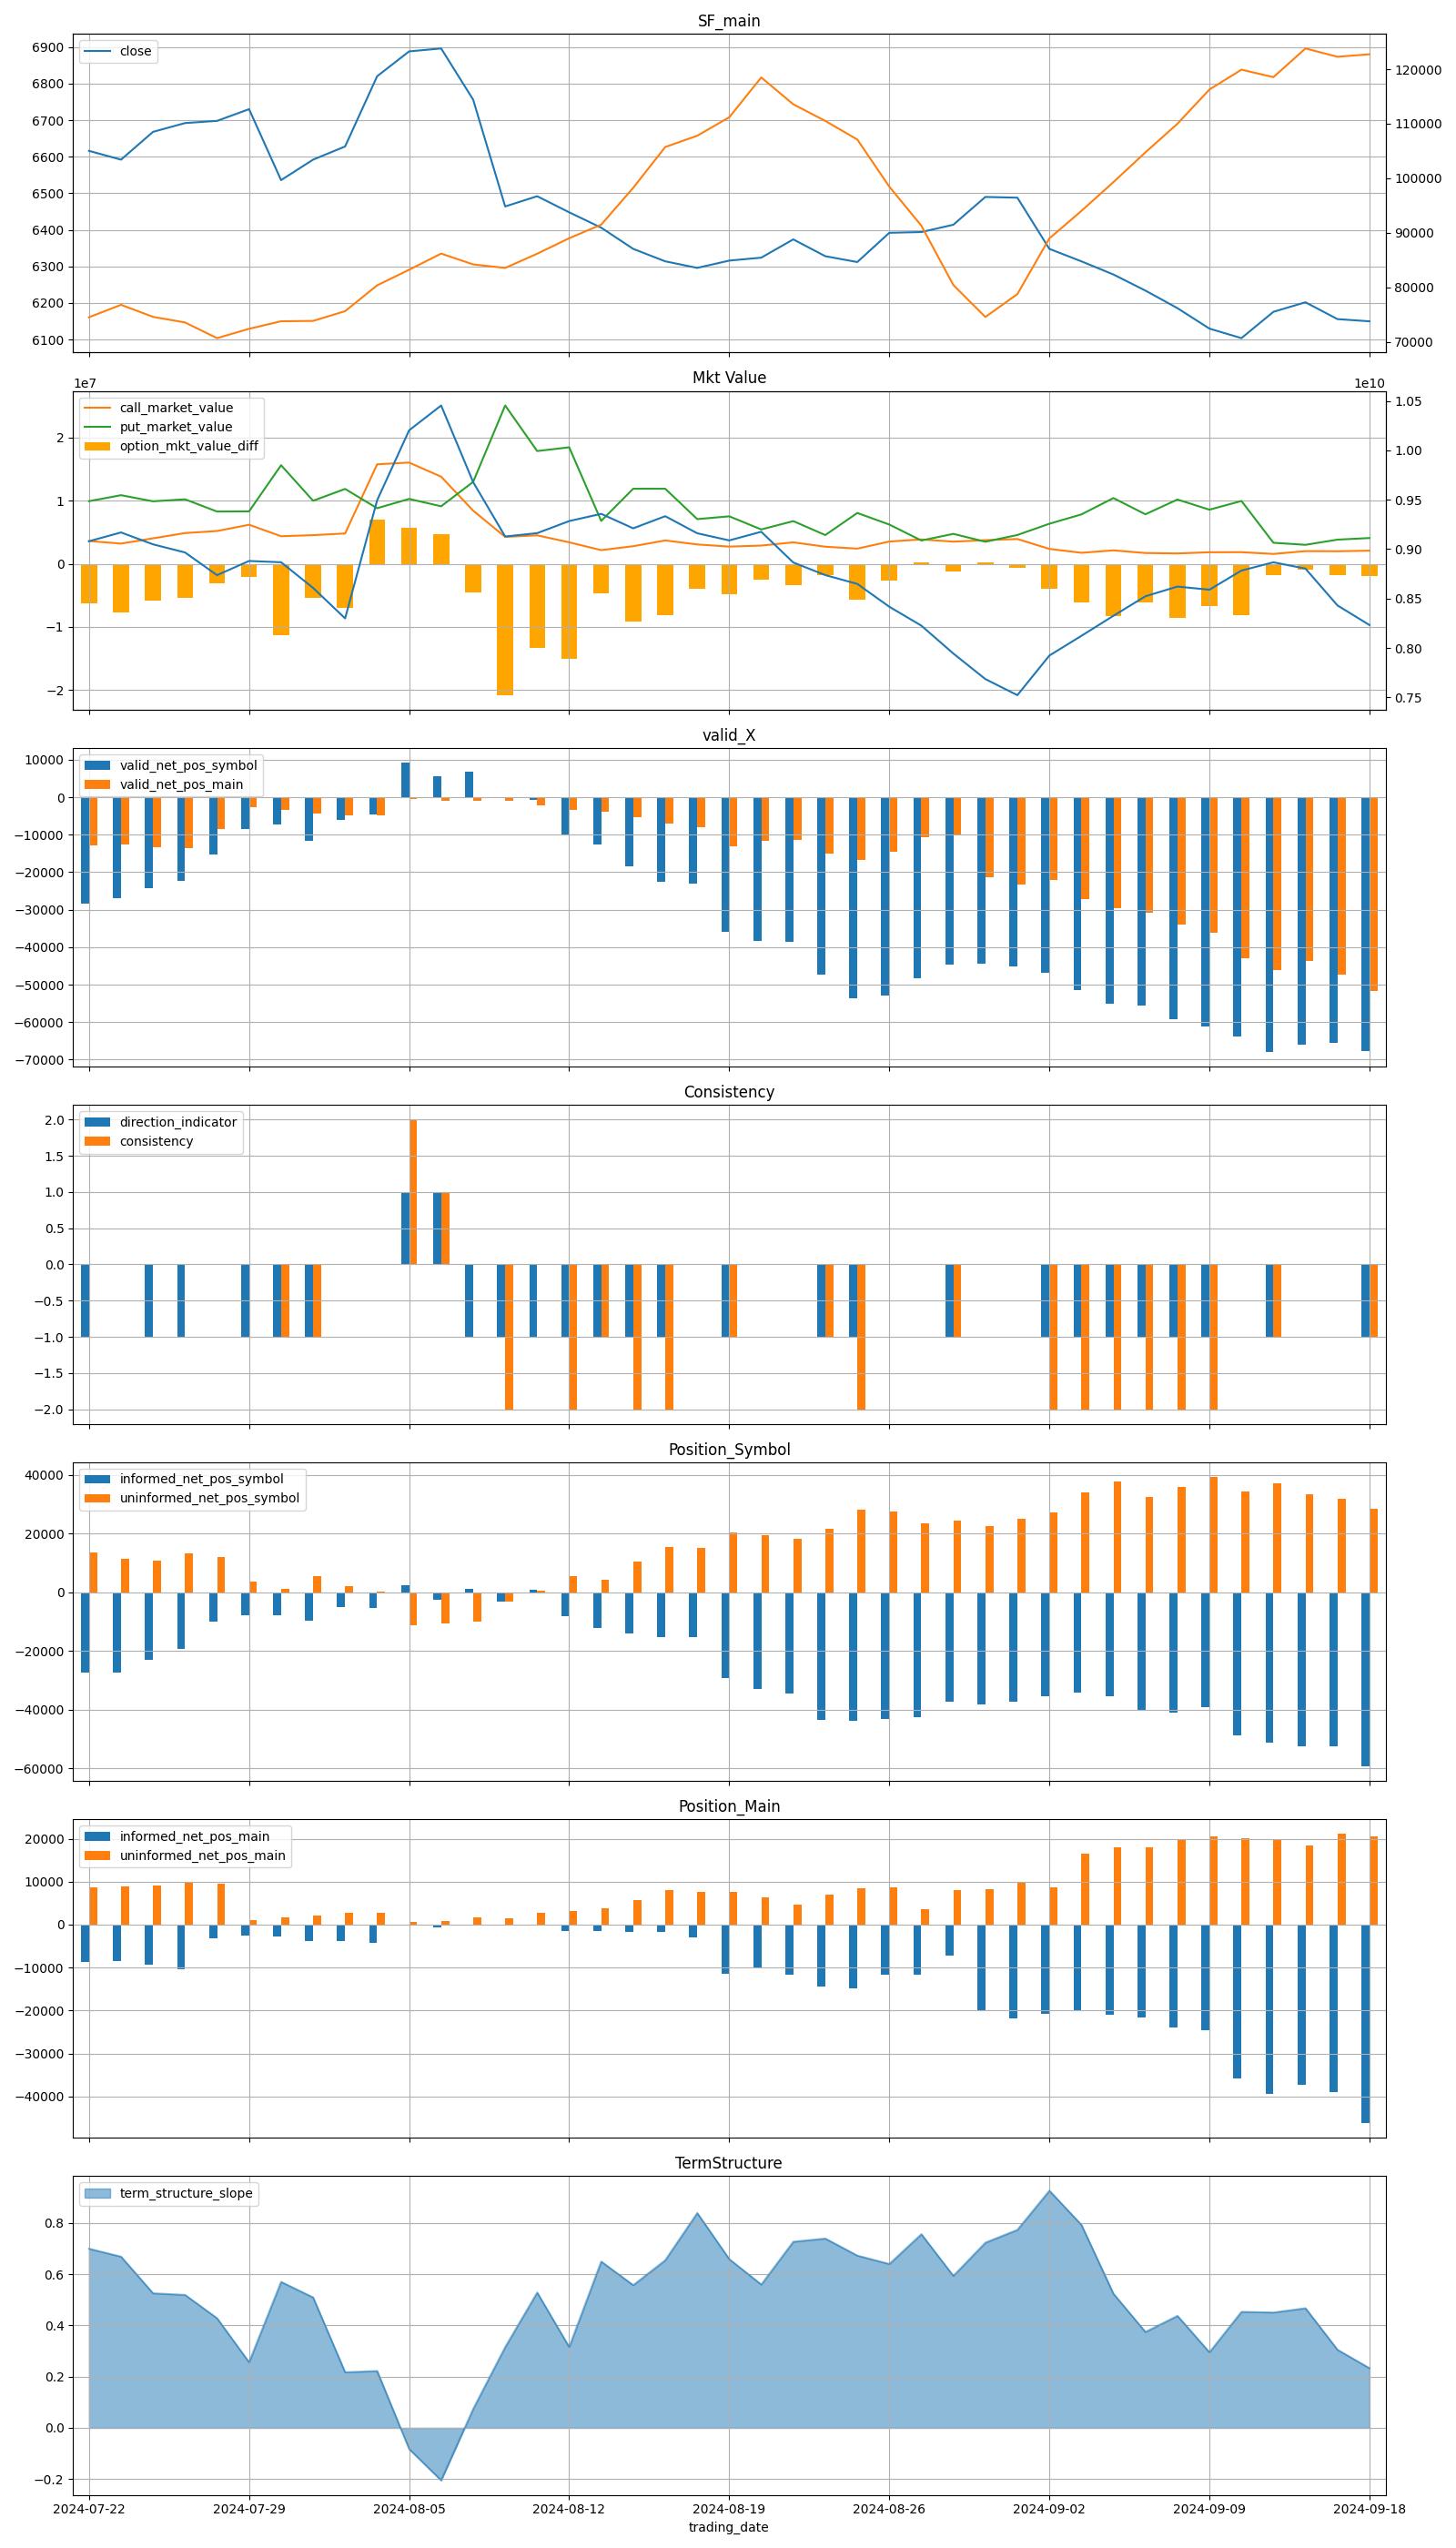 SF_main
close
6900
6800
6700
6600
6500
6400
6300
6200
6100
120000
110000
100000
90000
80000
70000
Mkt Value
1e7
1e10
call_market_value
put_market_value
option_mkt_value_diff
2
1
0
−1
−2
1.05
1.00
0.95
0.90
0.85
0.80
0.75
valid_X
valid_net_pos_symbol
valid_net_pos_main
10000
0
−10000
−20000
−30000
−40000
−50000
−60000
−70000
Consistency
direction_indicator
consistency
2.0
1.5
1.0
0.5
0.0
−0.5
−1.0
−1.5
−2.0
Position_Symbol
informed_net_pos_symbol
uninformed_net_pos_symbol
40000
20000
0
−20000
−40000
−60000
Position_Main
informed_net_pos_main
uninformed_net_pos_main
20000
10000
0
−10000
−20000
−30000
−40000
TermStructure
term_structure_slope
0.8
0.6
0.4
0.2
0.0
−0.2
2024-07-22 2024-07-29 2024-08-05 2024-08-12 2024-08-19 2024-08-26 2024-09-02 2024-09-09 2024-09-18
trading_date